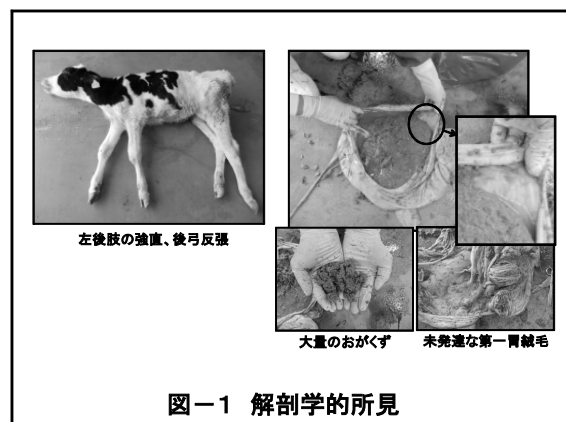 左後肢の強直、後弓反張
大量のおがくず
未発達な第一胃絨毛
図－１ 解剖学的所見